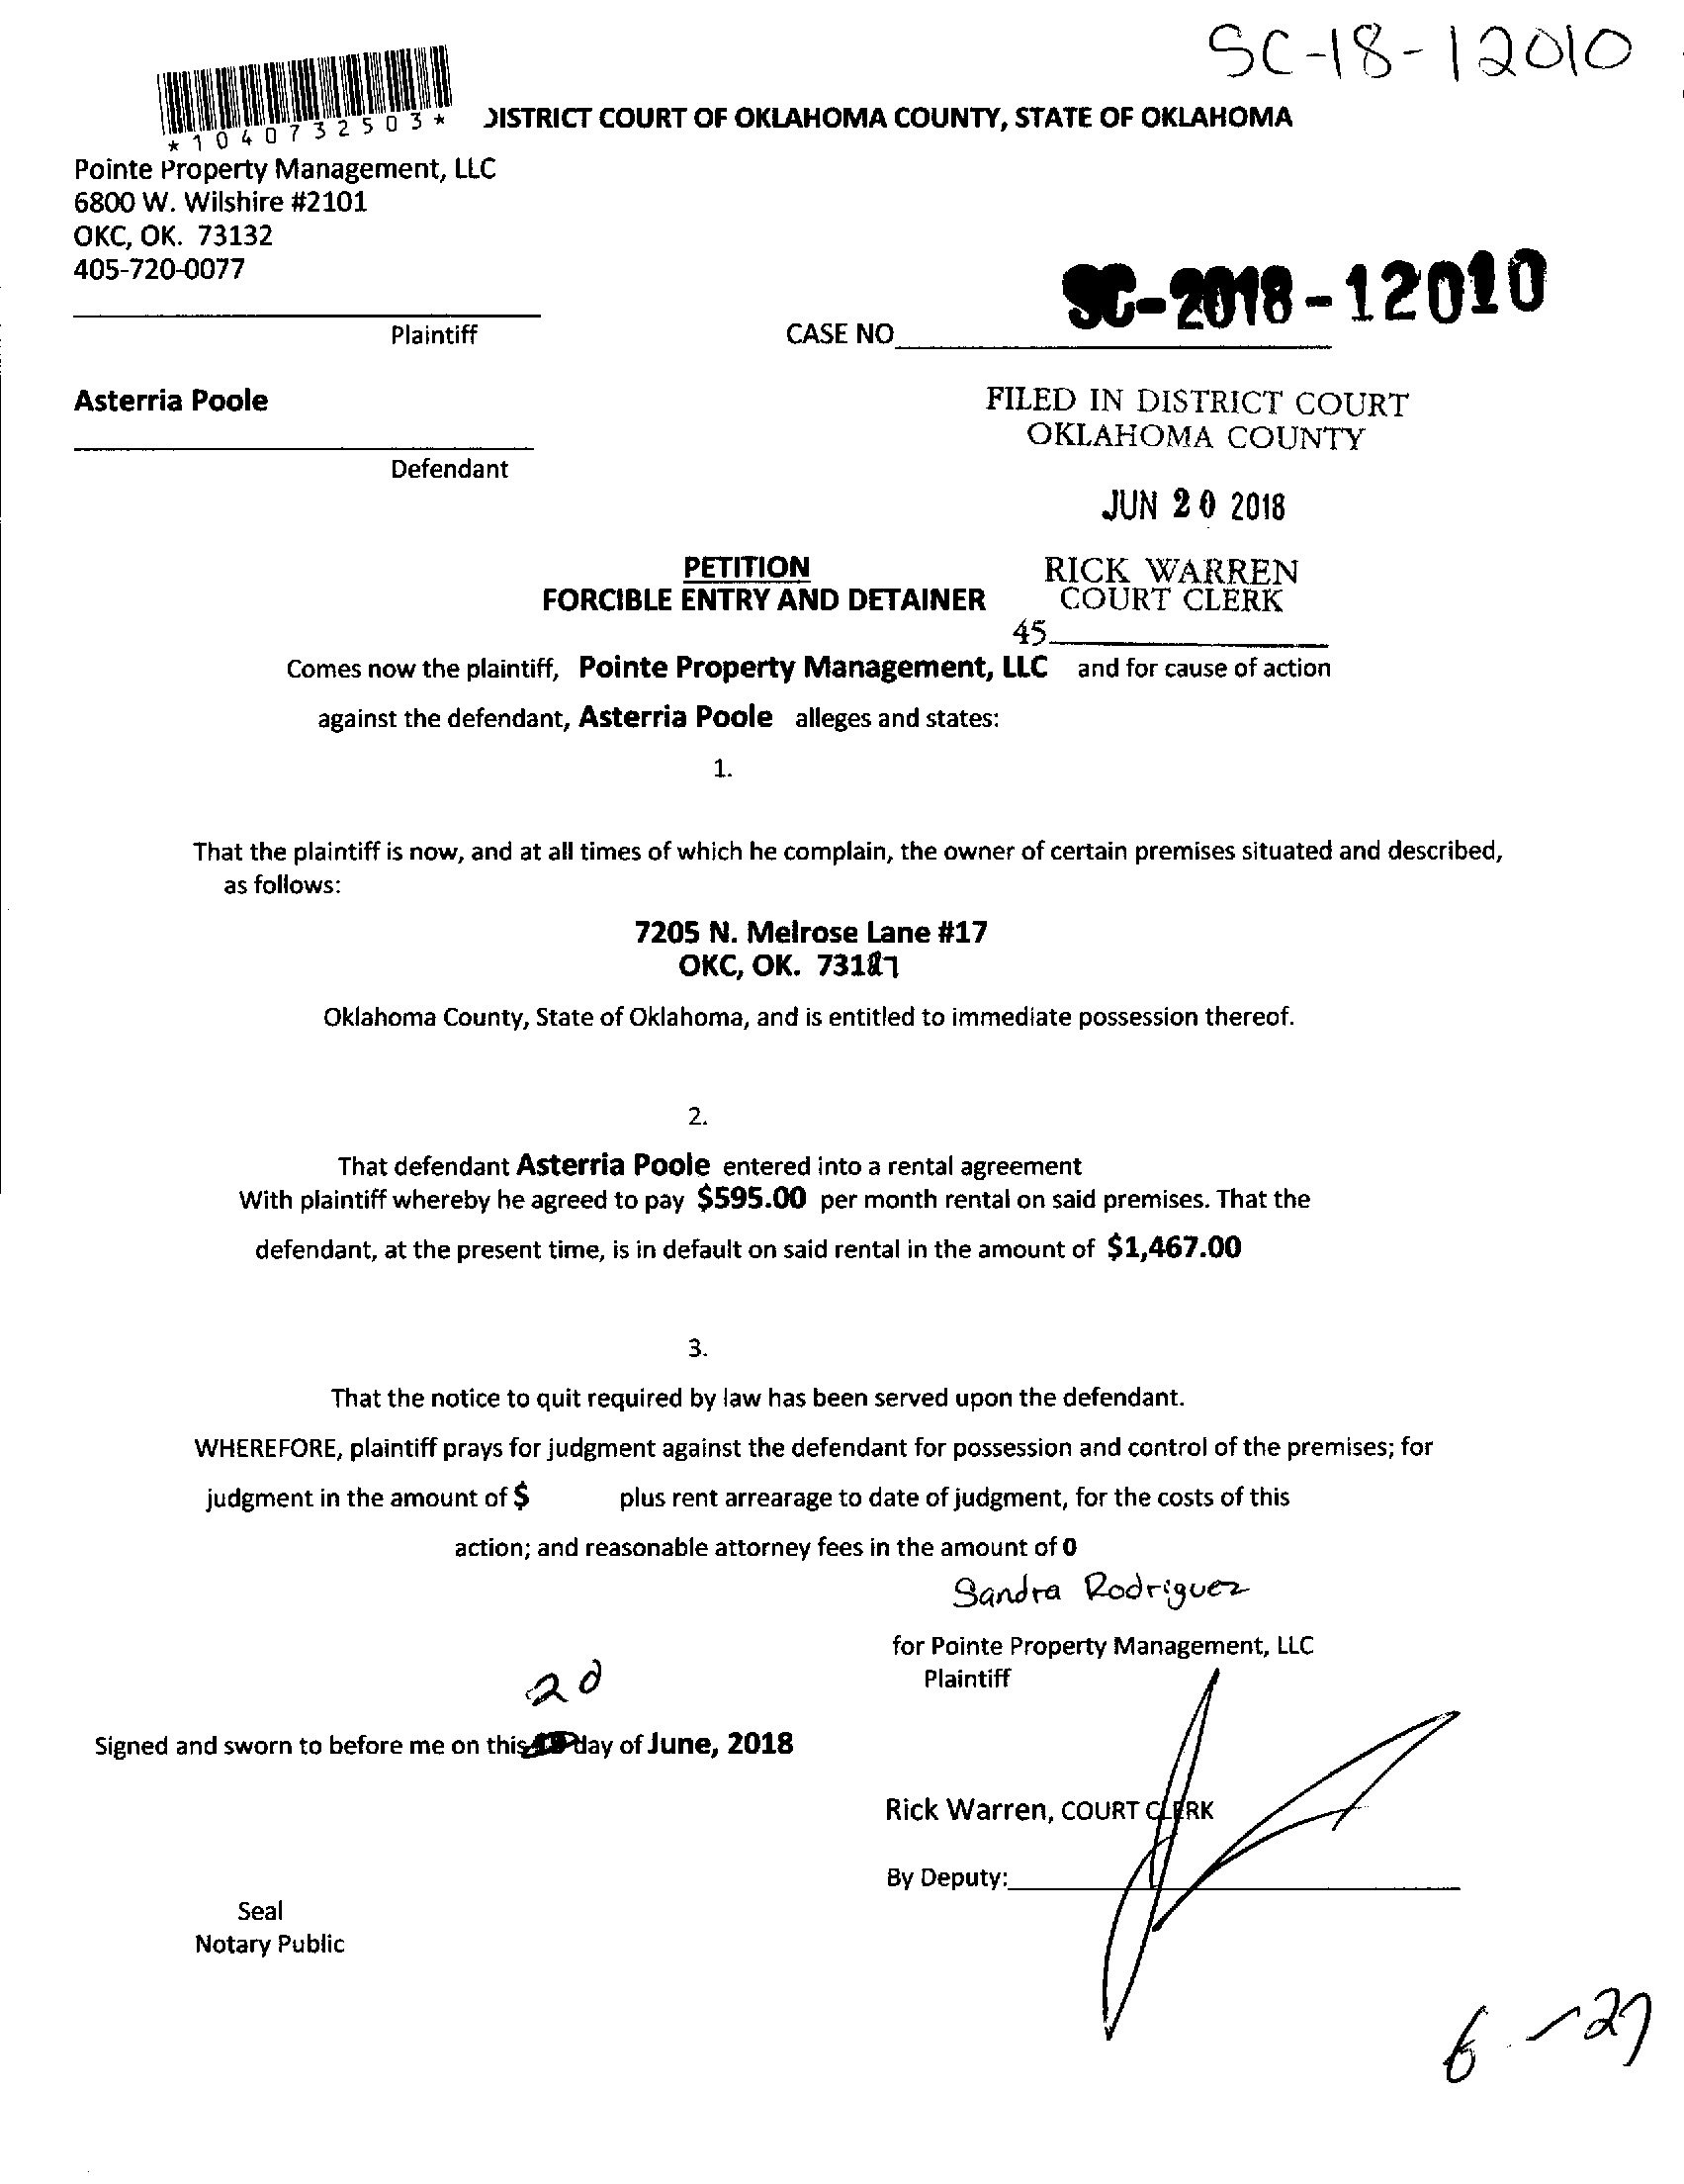 SC-18-12010
*1040732503*
DISTRICT COURT OF OKLAHOMA COUNTY, STATE OF OKLAHOMA
Pointe Property Management, LLC
6800 W. Wilshire #2101
OKC, OK. 73132
405-720-0077
SC-2018-12010
Plaintiff
CASE NO
Asterria Poole
FILED IN DISTRICT COURT
OKLAHOMA COUNTY
Defendant
JUN 20 2018
PETITION
FORCIBLE ENTRY AND DETAINER
RICK WARREN
COURT CLERK
45
Comes now the plaintiff, Pointe Property Management, LLC and for cause of action
against the defendant, Asterria Poole alleges and states:
1.
That the plaintiff is now, and at all times of which he complain, the owner of certain premises situated and described,
as follows:
7205 N. Melrose Lane #17
OKC, OK.
Oklahoma County, State of Oklahoma, and is entitled to immediate possession thereof.
2.
That defendant Asterria Poole entered into a rental agreement
With plaintiff whereby he agreed to pay $595.00 per month rental on said premises. That the
defendant, at the present time, is in default on said rental in the amount of $1,467.00
3.
That the notice to quit required by law has been served upon the defendant.
WHEREFORE, plaintiff prays for judgment against the defendant for possession and control of the premises; for
judgment in the amount of $ plus rent arrearage to date of judgment, for the costs of this
action; and reasonable attorney fees in the amount of 0
Sandra Rodriguez
for Pointe Property Management, LLC
Plaintiff
20
Signed and sworn to before me on this day of June, 2018
Rick Warren, COURT CLERK
By Deputy:
Seal
Notary Public
6-27